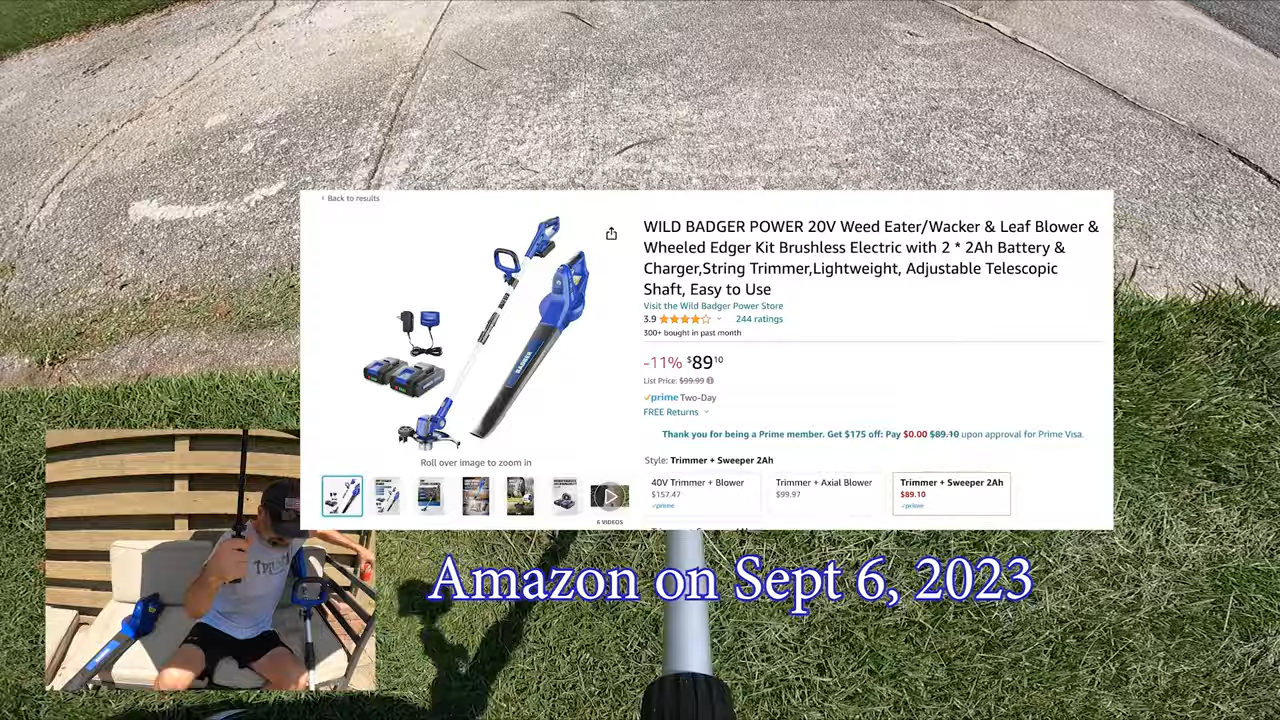 Back to results
WILD BADGER POWER 20V Weed Eater/Wacker & Leaf Blower &
Wheeled Edger Kit Brushless Electric with 2 * 2Ah Battery &
Charger,String Trimmer,Lightweight, Adjustable Telescopic
Shaft, Easy to Use
Visit the Wild Badger Power Store
3.9 244 ratings
300+ bought in past month
-11% $8910
List Price: $99.99
prime Two-Day
FREE Returns
Thank you for being a Prime member. Get $175 off: Pay $0.00 $89.10 upon approval for Prime Visa.
Style: Trimmer + Sweeper 2Ah
40V Trimmer + Blower
$157.47
prime
Trimmer + Axial Blower
$99.97
Trimmer + Sweeper 2Ah
$89.10
prime
BADGER
Roll over image to zoom in
6 VIDEOS
Amazon on Sept 6, 2023